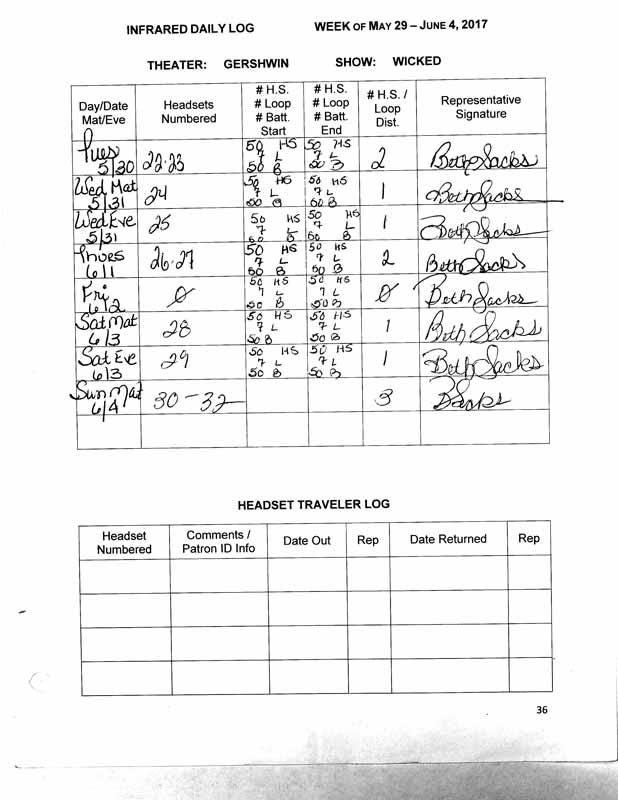 INFRARED DAILY LOG WEEK OF MAY 29 – JUNE 4, 2017
THEATER: GERSHWIN SHOW: WICKED
Day/Date Mat/Eve Headsets Numbered # H.S. # Loop # Batt. Start # H.S. # Loop # Batt. End # H.S. / Loop Dist. Representative Signature
Tues 5/30 22-23 50 HS 7 L 50 B 50 HS 7 L 50 B 2 Beth Sacks
Wed Mat 5/31 24 50 HS 7 L 50 B 50 HS 7 L 50 B 1 Beth Sacks
Wed Eve 5/31 25 50 HS 7 L 50 B 50 HS 7 L 50 B 1 Beth Sacks
Thurs 6/1 26-27 50 HS 7 L 50 B 50 HS 7 L 50 B 2 Beth Sacks
Fri 6/2 0 50 HS 7 L 50 B 50 HS 7 L 50 B 0 Beth Sacks
Sat Mat 6/3 28 50 HS 7 L 50 B 50 HS 7 L 50 B 1 Beth Sacks
Sat Eve 6/3 29 50 HS 7 L 50 B 50 HS 7 L 50 B 1 Beth Sacks
Sun Mat 6/4 30-32 3 B Sacks
HEADSET TRAVELER LOG
Headset Numbered Comments / Patron ID Info Date Out Rep Date Returned Rep
36